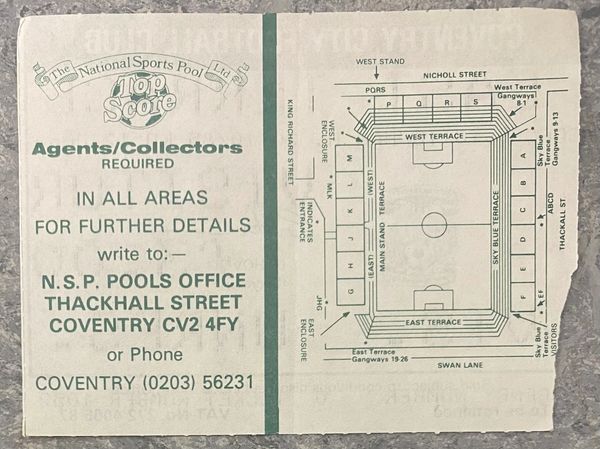 The National Sports Pool Ltd
Top
Score
Agents/Collectors
REQUIRED
IN ALL AREAS
FOR FURTHER DETAILS
write to:—
N.S.P. POOLS OFFICE
THACKHALL STREET
COVENTRY CV2 4FY
or Phone
COVENTRY (0203) 56231
WEST STAND
NICHOLL STREET
PQRS
West Terrace
Gangways
8-1
P Q R S
WEST TERRACE
KING RICHARD STREET
WEST
ENCLOSURE
MLK
INDICATES
ENTRANCE
JHG
EAST
ENCLOSURE
M
L
K
J
H
G
(WEST)
MAIN STAND TERRACE
(EAST)
SKY BLUE TERRACE
A
B
C
D
E
F
Sky Blue
Terrace
Gangways 9-13
ABCD
THACKALL ST
EF
Sky Blue
Terrace /
VISITORS
EAST TERRACE
East Terrace
Gangways 19-26
SWAN LANE